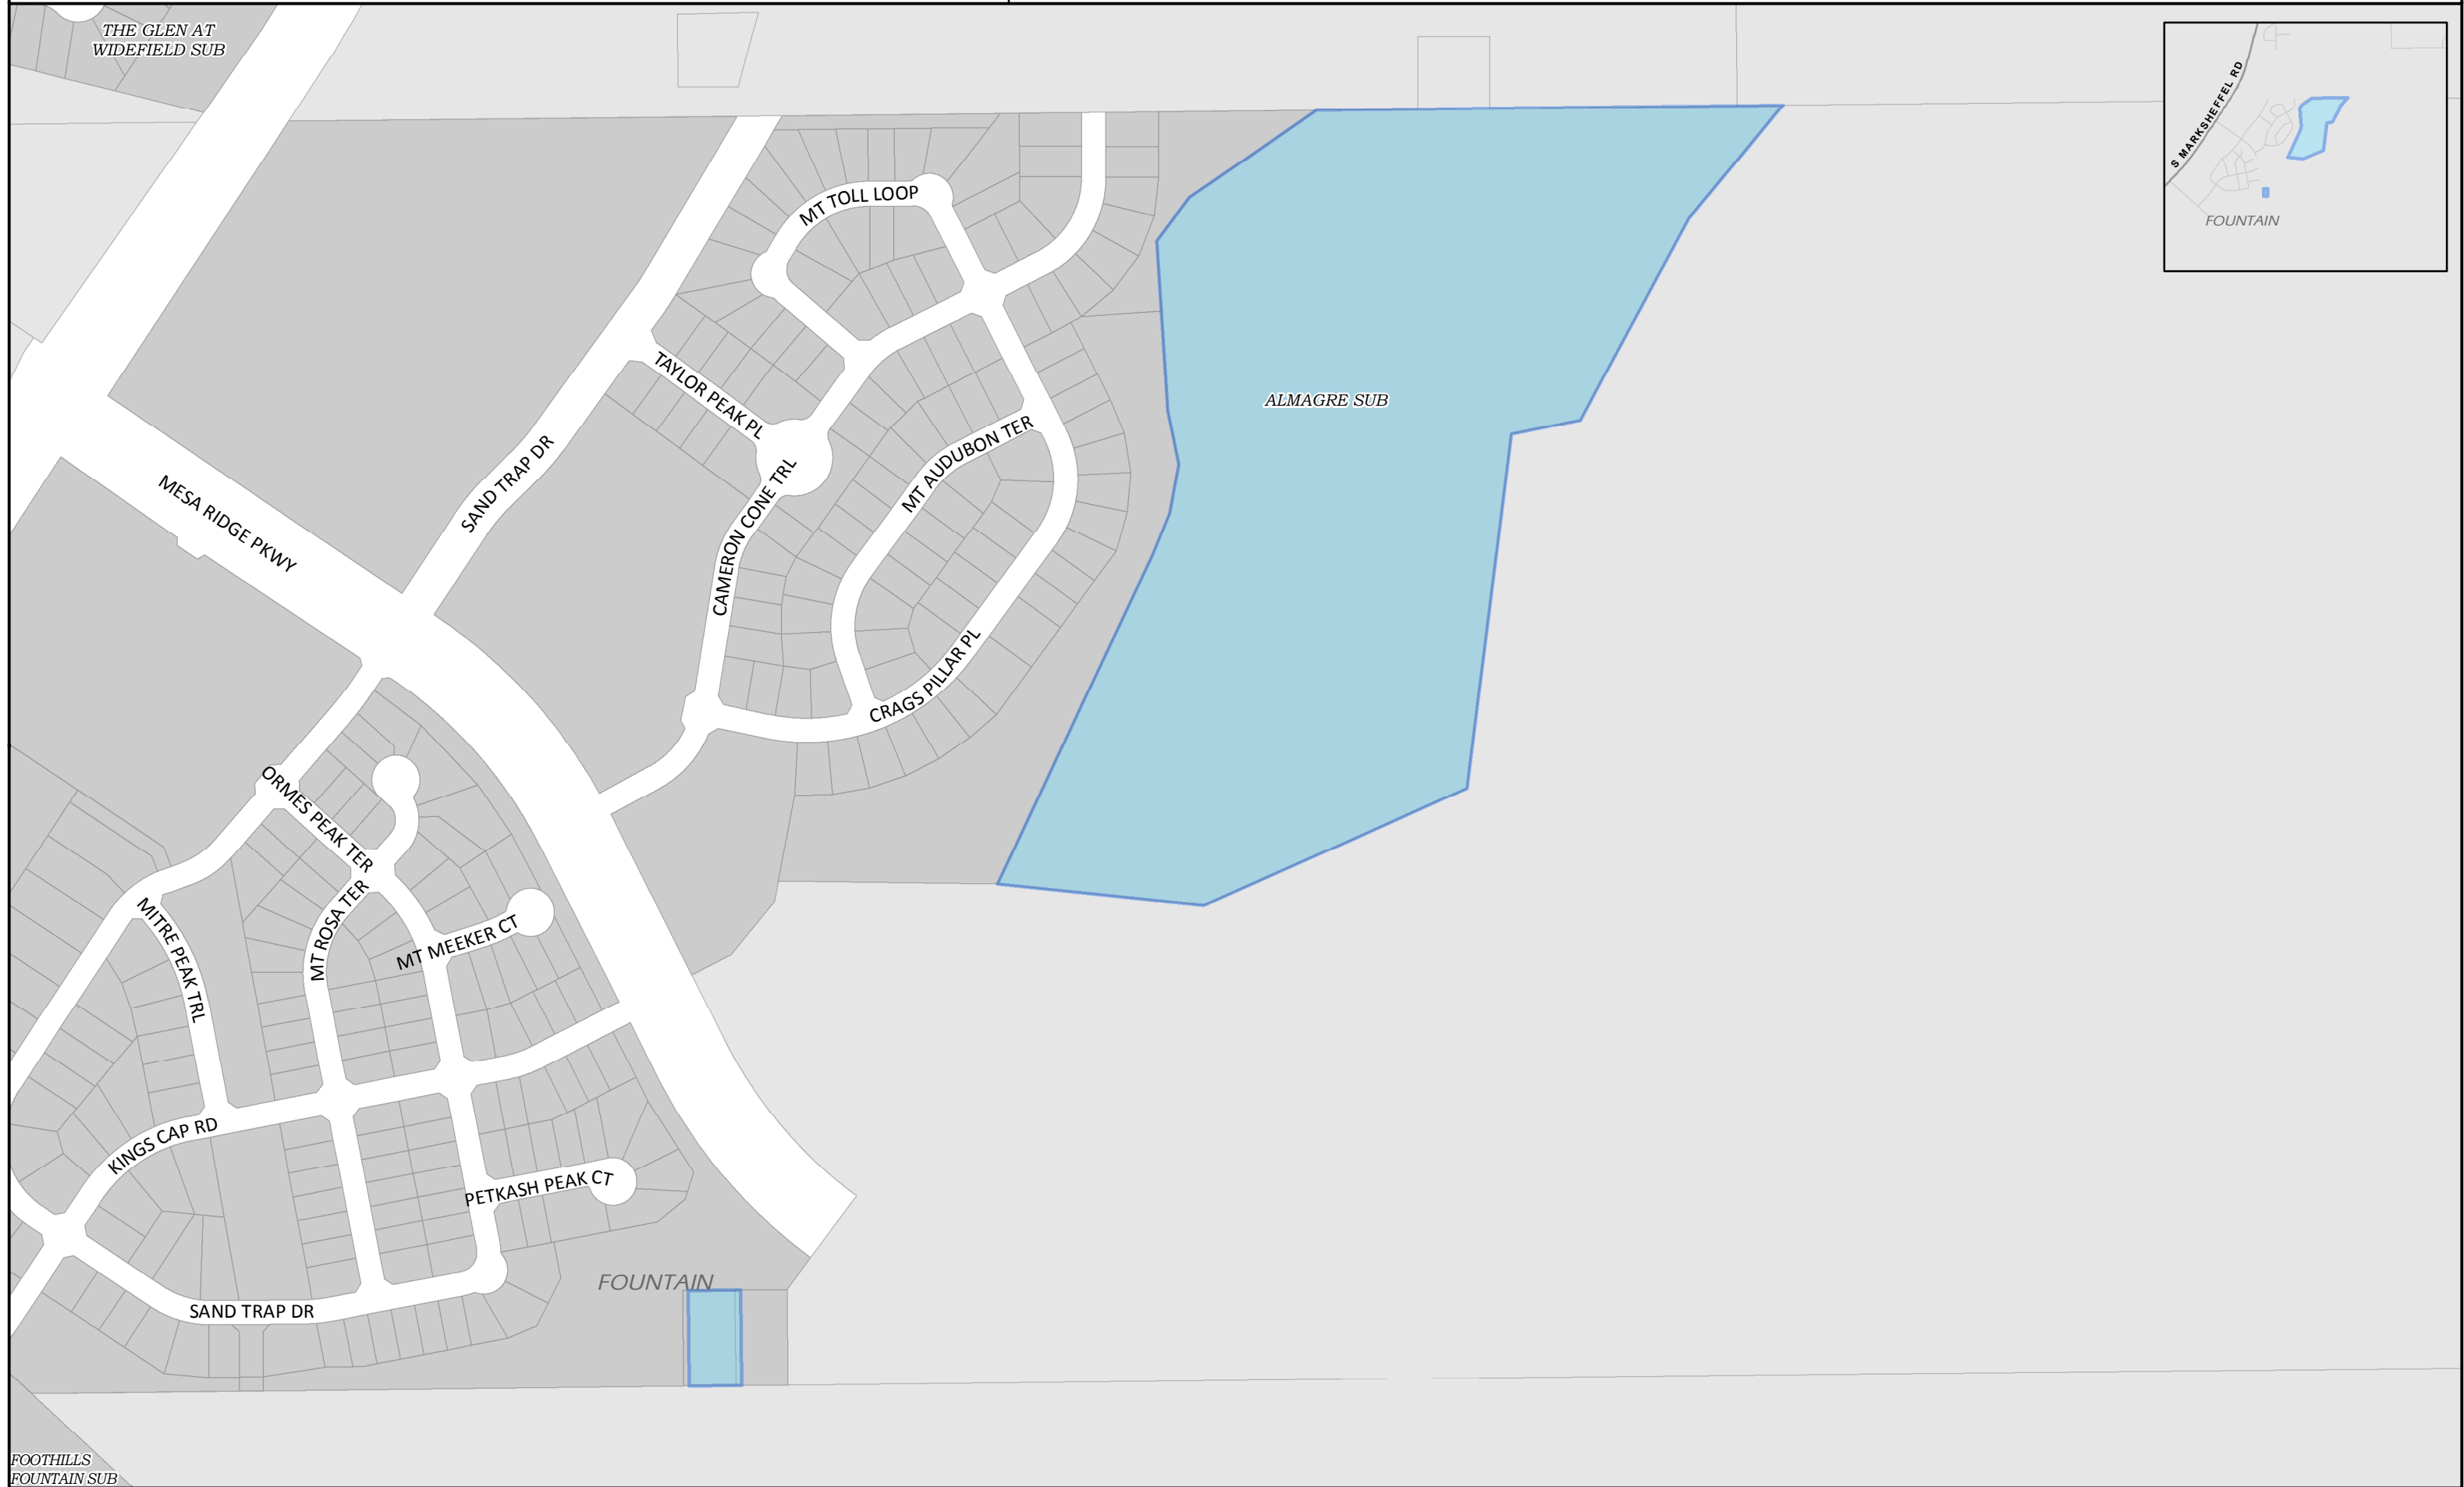 THE GLEN AT
WIDEFIELD SUB
S MARKSHEFFEL RD
FOUNTAIN
MT TOLL LOOP
TAYLOR PEAK PL
ALMAGRE SUB
SAND TRAP DR
MT AUDUBON TER
MESA RIDGE PKWY
CAMERON CONE TRL
CRAGS PILLAR PL
ORMES PEAK TER
MITRE PEAK TRL
MT ROSA TER
MT MEEKER CT
KINGS CAP RD
PETKASH PEAK CT
FOUNTAIN
SAND TRAP DR
FOOTHILLS
FOUNTAIN SUB